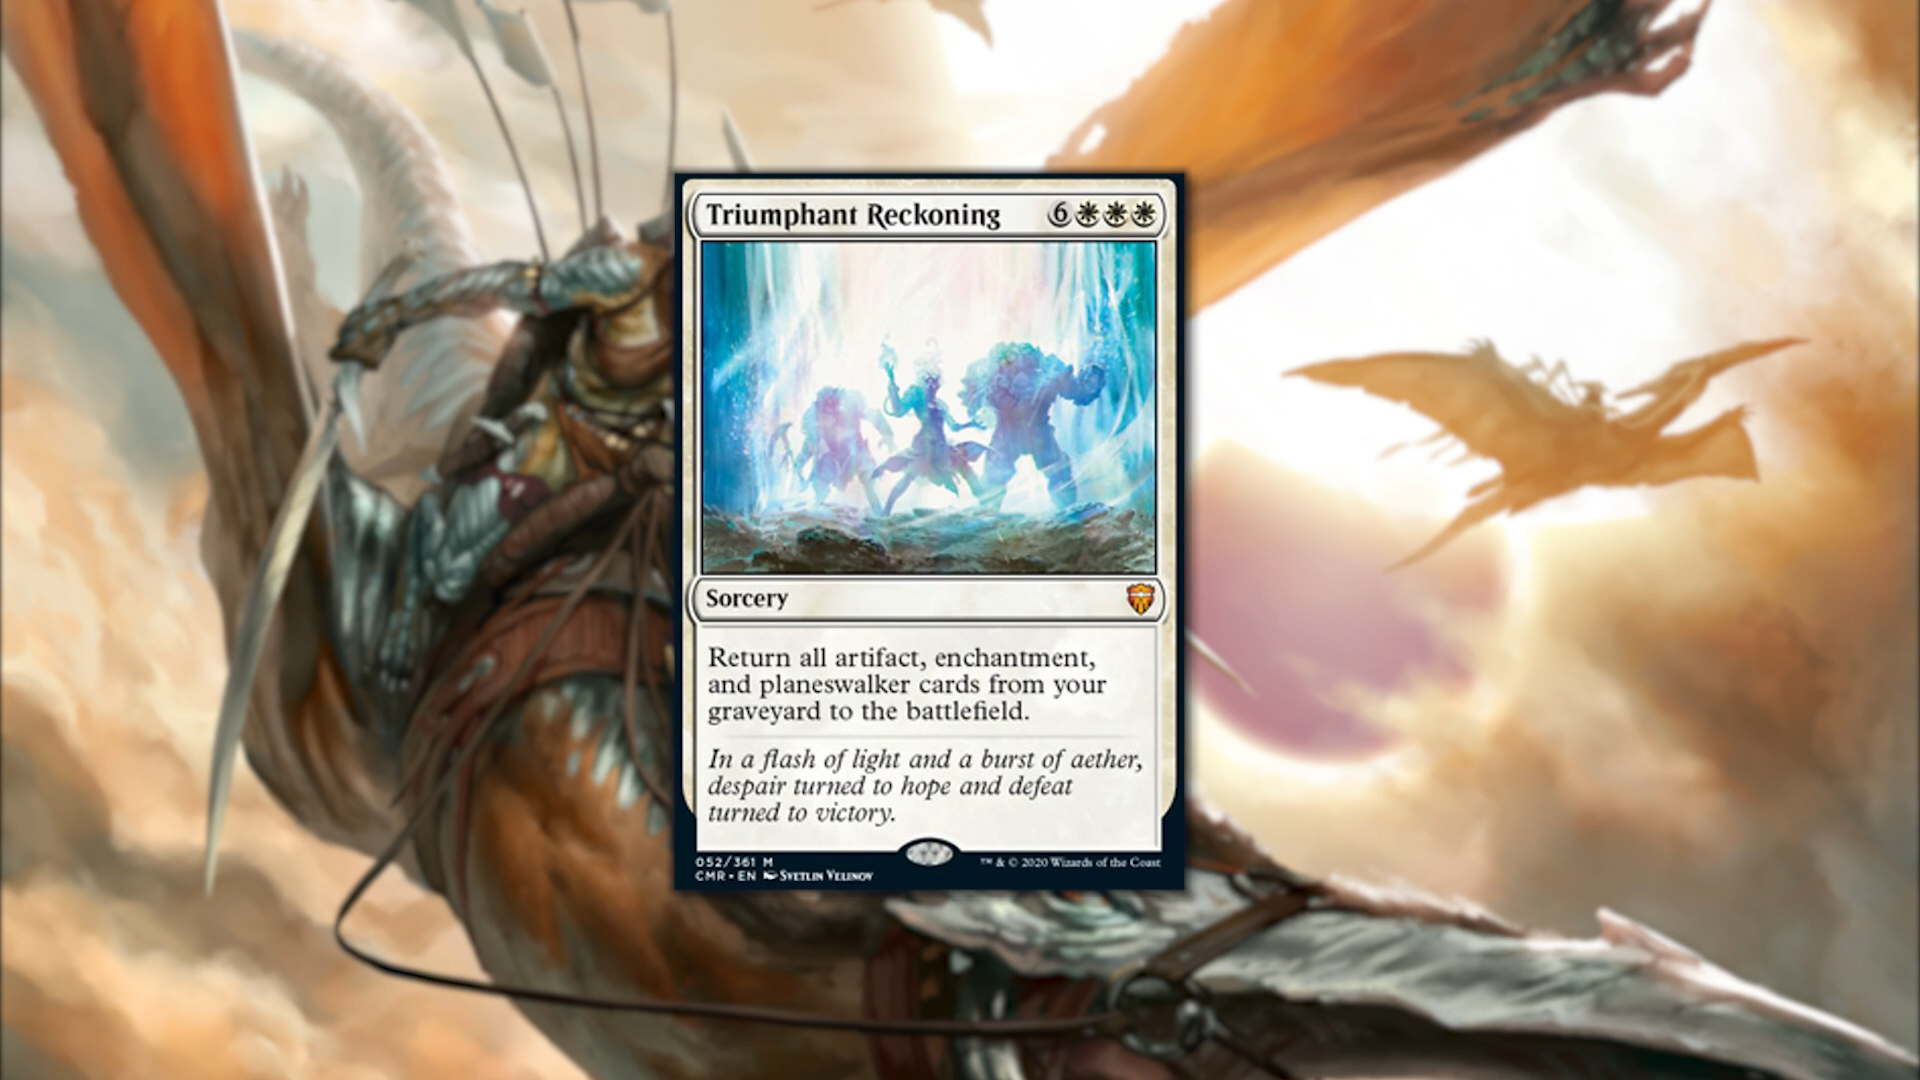 Triumphant Reckoning 6
Sorcery
Return all artifact, enchantment,
and planeswalker cards from your
graveyard to the battlefield.
In a flash of light and a burst of aether,
despair turned to hope and defeat
turned to victory.
052/361 M
™ & © 2020 Wizards of the Coast
CMR • EN Svetlin Velinov